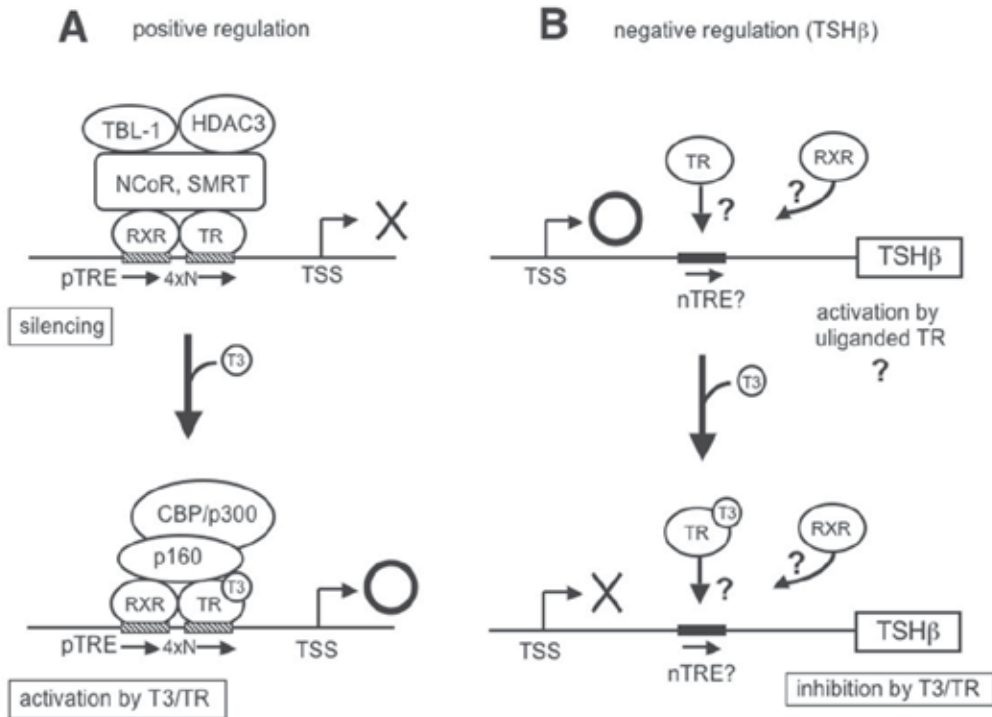 A positive regulation
TBL-1 HDAC3
NCoR, SMRT
RXR TR
pTRE 4xN TSS
silencing
T3
CBP/p300
p160
T3
RXR TR
pTRE 4xN TSS
activation by T3/TR
B negative regulation (TSHβ)
TR RXR
? ?
TSHβ
TSS
nTRE?
activation by
uliganded TR
?
T3
T3
TR RXR
? ?
TSHβ
TSS
nTRE?
inhibition by T3/TR